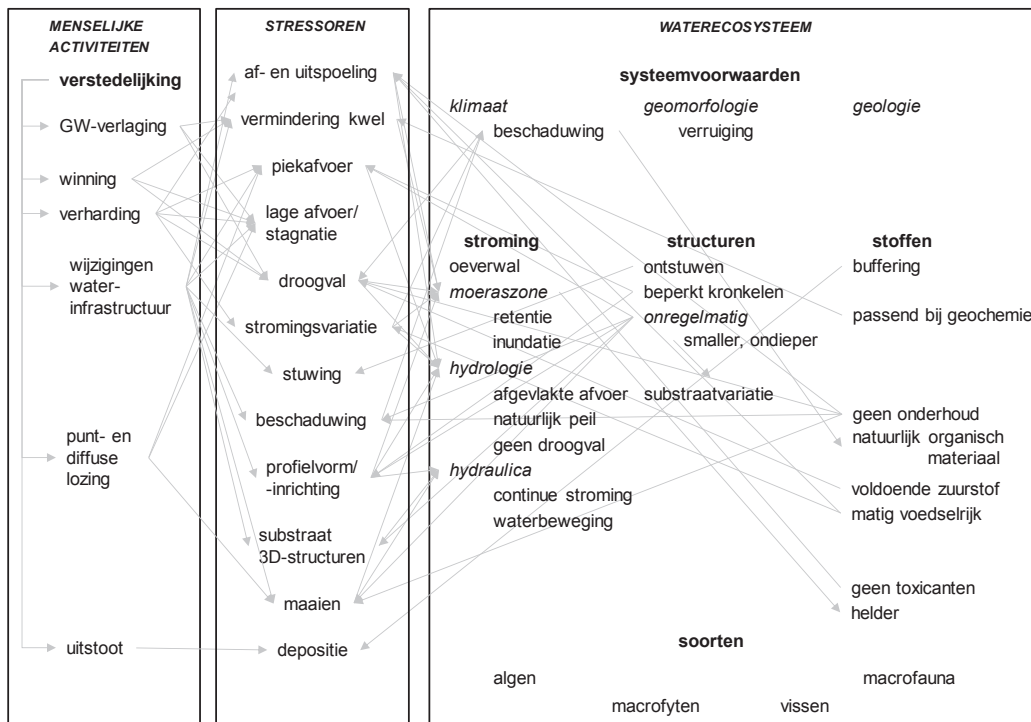 MENSELIJKE
ACTIVITEITEN
verstedelijking
GW-verlaging
winning
verharding
wijzigingen
water-
infrastructuur
punt- en
diffuse
lozing
uitstoot
STRESSOREN
af- en uitspoeling
vermindering kwel
piekafvoer
lage afvoer/
stagnatie
droogval
stromingsvariatie
stuwing
beschaduwing
profielvorm/
-inrichting
substraat
3D-structuren
maaien
depositie
WATERECOSYSTEEM
systeemvoorwaarden
klimaat
geomorfologie
geologie
beschaduwing
verruiging
stroming
oeverwal
moeraszone
retentie
inundatie
hydrologie
afgevlakte afvoer
natuurlijk peil
geen droogval
hydraulica
continue stroming
waterbeweging
structuren
ontstuwen
beperkt kronkelen
onregelmatig
smaller, ondieper
substraatvariatie
stoffen
buffering
passend bij geochemie
geen onderhoud
natuurlijk organisch
materiaal
voldoende zuurstof
matig voedselrijk
geen toxicanten
helder
soorten
algen
macrofauna
macrofyten
vissen